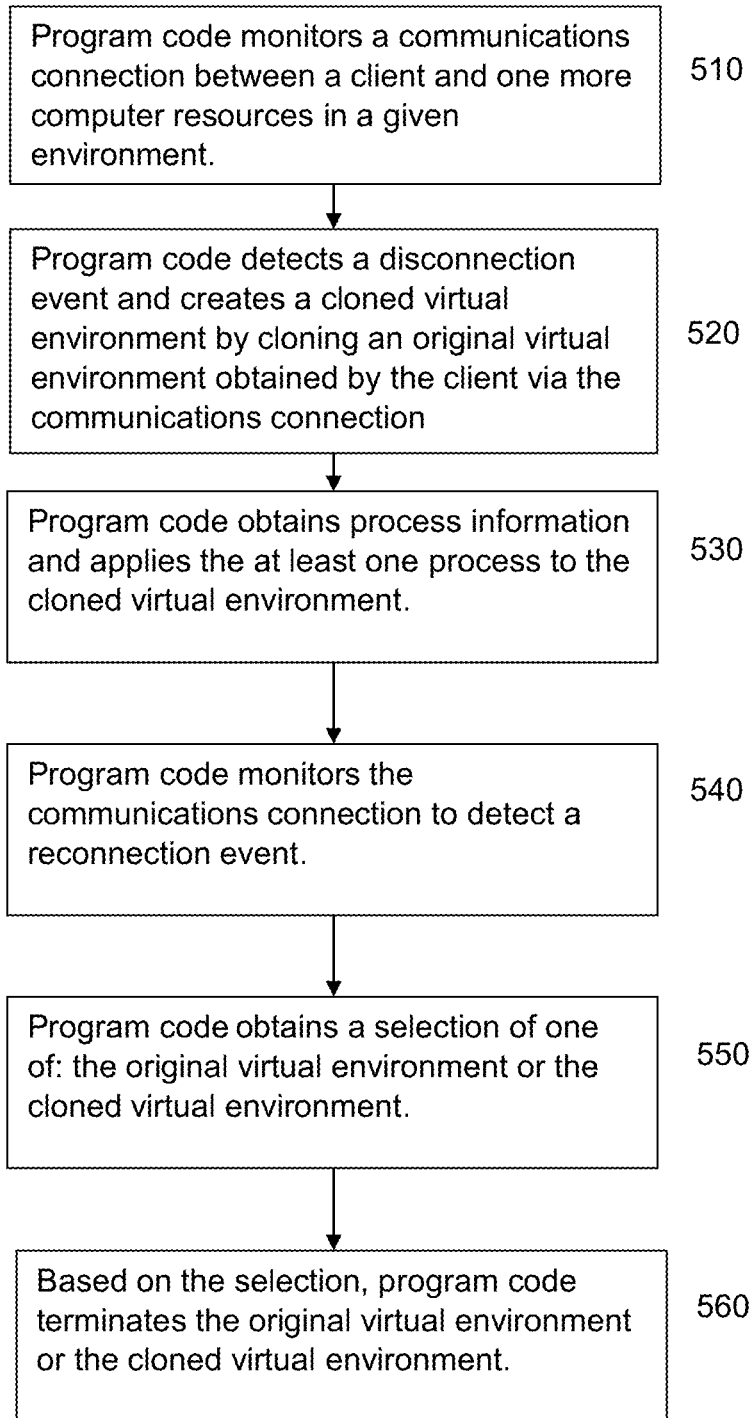 Program code monitors a communications
connection between a client and one more
computer resources in a given
environment.
510
Program code detects a disconnection
event and creates a cloned virtual
environment by cloning an original virtual
environment obtained by the client via the
communications connection
520
Program code obtains process information
and applies the at least one process to the
cloned virtual environment.
530
Program code monitors the
communications connection to detect a
reconnection event.
540
Program code obtains a selection of one
of: the original virtual environment or the
cloned virtual environment.
550
Based on the selection, program code
terminates the original virtual environment
or the cloned virtual environment.
560